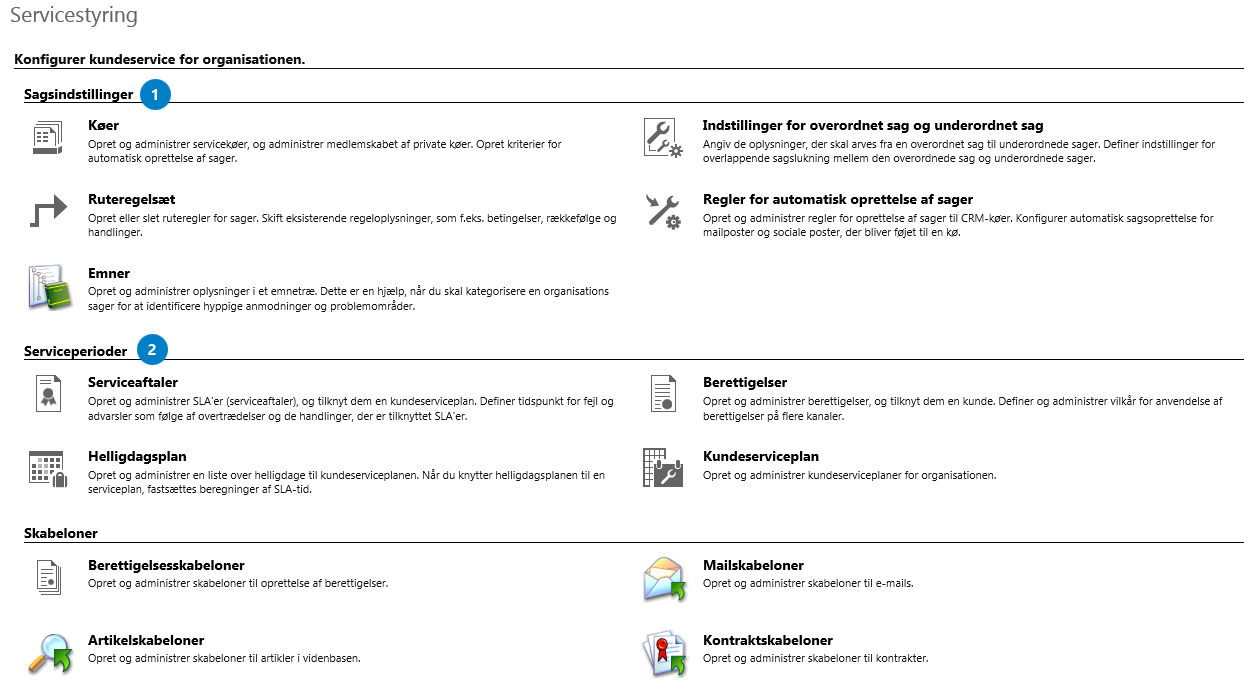 Servicestyring
Konfigurer kundeservice for organisationen.
Sagsindstillinger 1
Køer
Opret og administrer servicekøer, og administrer medlemskabet af private køer. Opret kriterier for
automatisk oprettelse af sager.
Indstillinger for overordnet sag og underordnet sag
Angiv de oplysninger, der skal arves fra en overordnet sag til underordnede sager. Definer indstillinger for
overlappende sagslukning mellem den overordnede sag og underordnede sager.
Ruteregelsæt
Opret eller slet ruteregler for sager. Skift eksisterende regeloplysninger, som f.eks. betingelser, rækkefølge og
handlinger.
Regler for automatisk oprettelse af sager
Opret og administrer regler for oprettelse af sager til CRM-køer. Konfigurer automatisk sagsoprettelse for
mailposter og sociale poster, der bliver føjet til en kø.
Emner
Opret og administrer oplysninger i et emnetræ. Dette er en hjælp, når du skal kategorisere en organisations
sager for at identificere hyppige anmodninger og problemområder.
Serviceperioder 2
Serviceaftaler
Opret og administrer SLA'er (serviceaftaler), og tilknyt dem en kundeserviceplan. Definer tidspunkt for fejl og
advarsler som følge af overtrædelser og de handlinger, der er tilknyttet SLA'er.
Berettigelser
Opret og administrer berettigelser, og tilknyt dem en kunde. Definer og administrer vilkår for anvendelse af
berettigelser på flere kanaler.
Helligdagsplan
Opret og administrer en liste over helligdage til kundeserviceplanen. Når du knytter helligdagsplanen til en
serviceplan, fastsættes beregninger af SLA-tid.
Kundeserviceplan
Opret og administrer kundeserviceplaner for organisationen.
Skabeloner
Berettigelsesskabeloner
Opret og administrer skabeloner til oprettelse af berettigelser.
Mailskabeloner
Opret og administrer skabeloner til e-mails.
Artikelskabeloner
Opret og administrer skabeloner til artikler i videnbasen.
Kontraktskabeloner
Opret og administrer skabeloner til kontrakter.